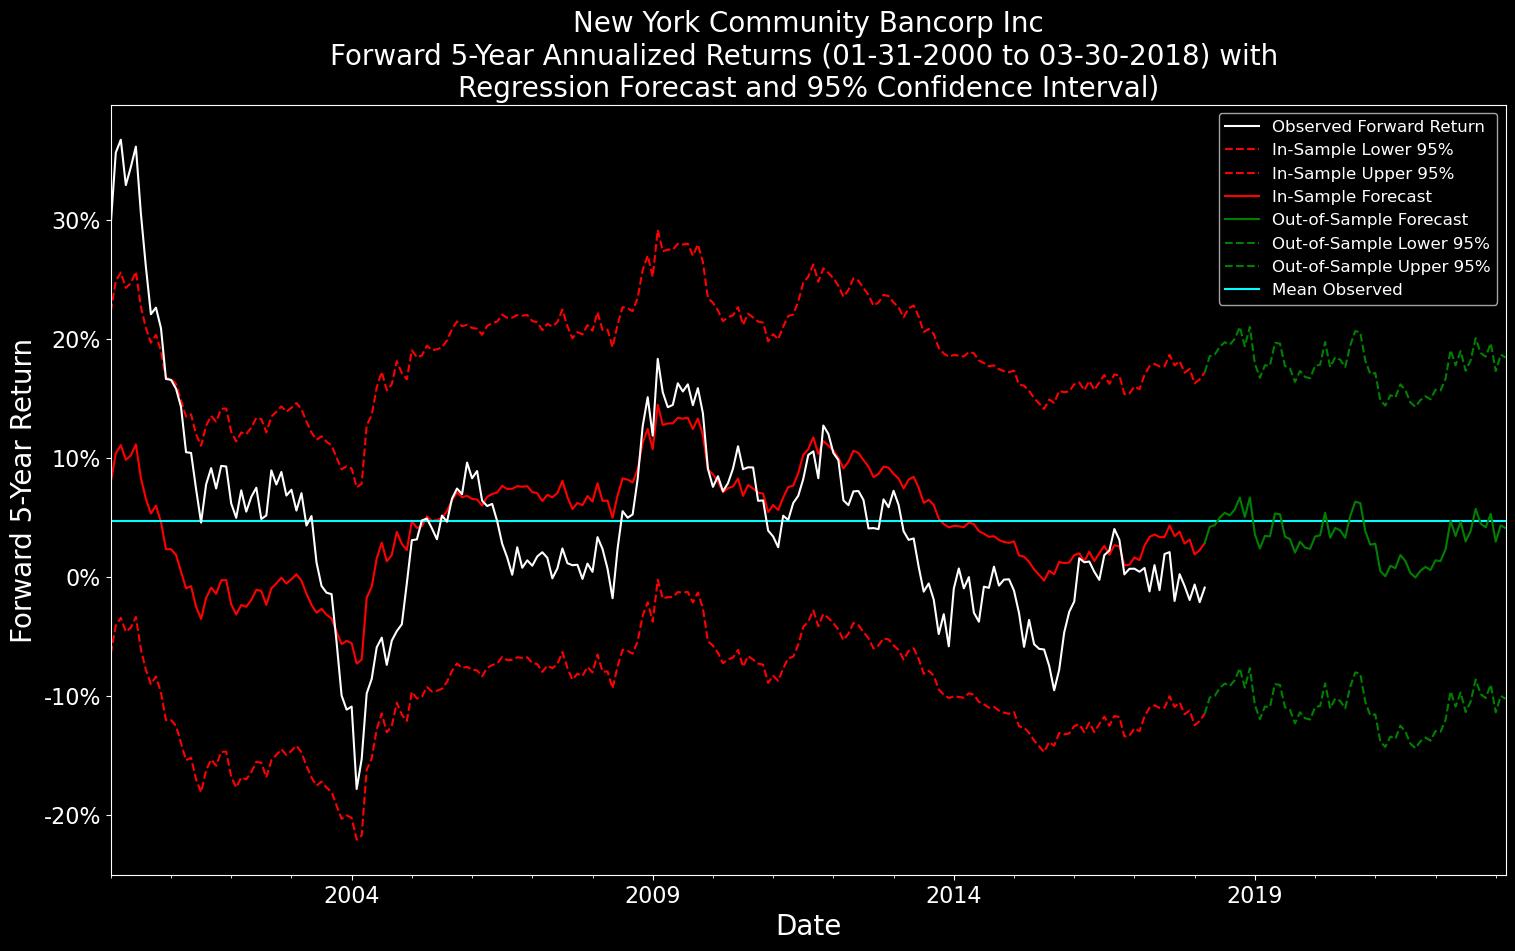 New York Community Bancorp Inc
Forward 5-Year Annualized Returns (01-31-2000 to 03-30-2018) with
Regression Forecast and 95% Confidence Interval)
Observed Forward Return
In-Sample Lower 95%
In-Sample Upper 95%
In-Sample Forecast
Out-of-Sample Forecast
Out-of-Sample Lower 95%
Out-of-Sample Upper 95%
Mean Observed
Forward 5-Year Return
30%
20%
10%
0%
-10%
-20%
2004
2009
2014
2019
Date